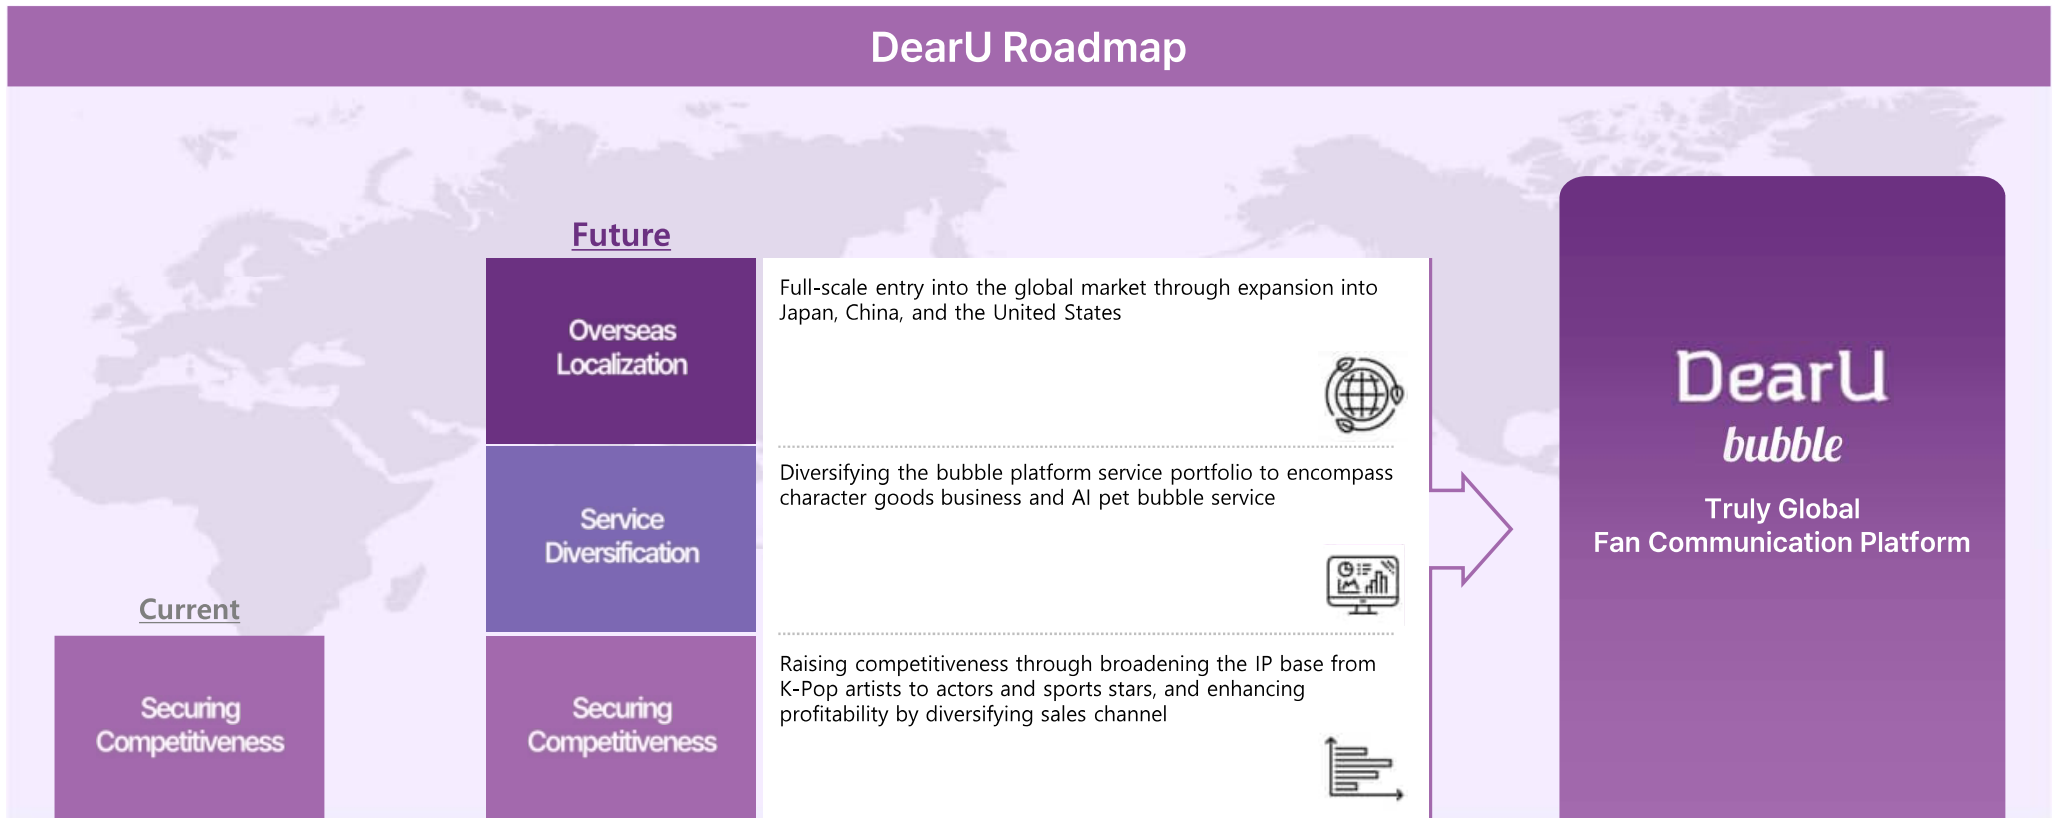 DearU Roadmap
Future
Overseas
Localization
Full-scale entry into the global market through expansion into
Japan, China, and the United States
Service
Diversification
Diversifying the bubble platform service portfolio to encompass
character goods business and AI pet bubble service
Current
Securing
Competitiveness
Securing
Competitiveness
Raising competitiveness through broadening the IP base from
K-Pop artists to actors and sports stars, and enhancing
profitability by diversifying sales channel
DearU
bubble
Truly Global
Fan Communication Platform